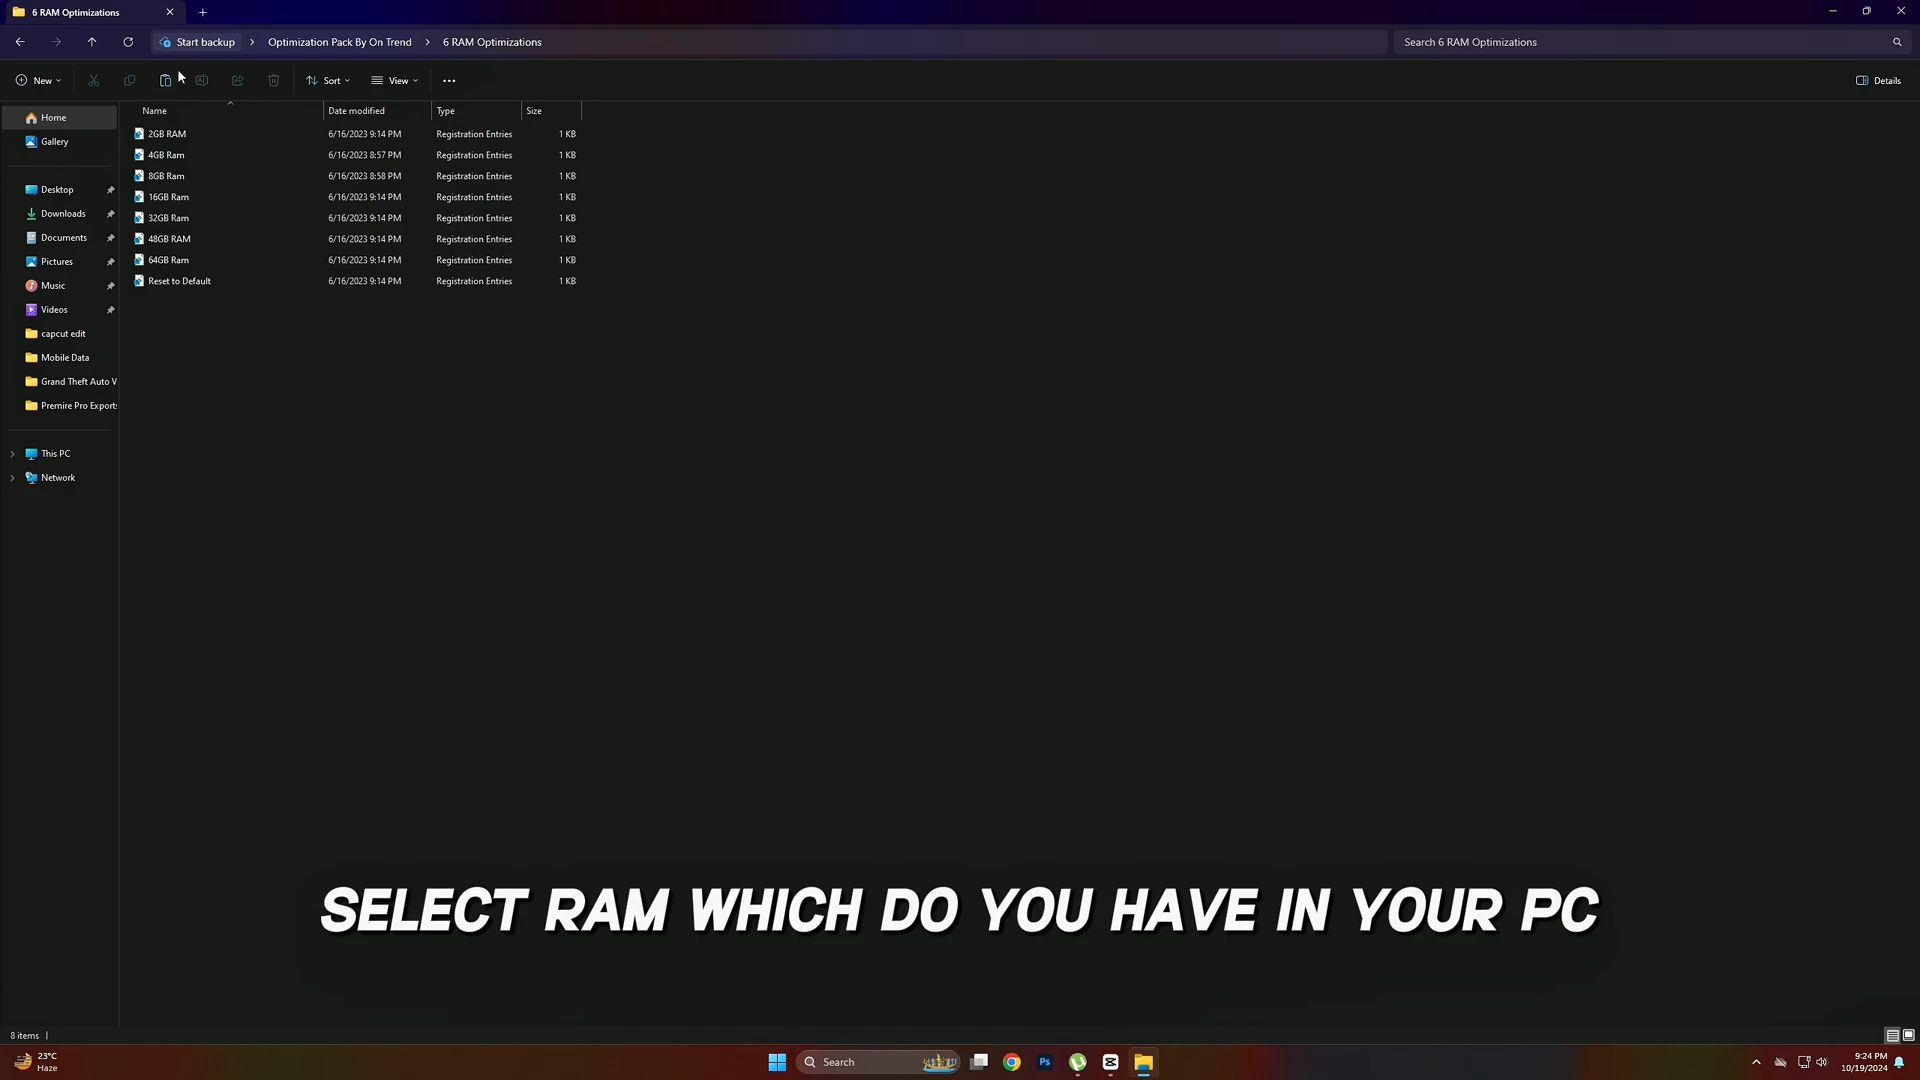 6 RAM Optimizations
Start backup
Optimization Pack By On Trend
6 RAM Optimizations
Search 6 RAM Optimizations
New
Sort
View
Details
Name Date modified Type Size
2GB RAM 6/16/2023 9:14 PM Registration Entries 1 KB
4GB Ram 6/16/2023 8:57 PM Registration Entries 1 KB
8GB Ram 6/16/2023 8:58 PM Registration Entries 1 KB
16GB Ram 6/16/2023 9:14 PM Registration Entries 1 KB
32GB Ram 6/16/2023 9:14 PM Registration Entries 1 KB
48GB RAM 6/16/2023 9:14 PM Registration Entries 1 KB
64GB Ram 6/16/2023 9:14 PM Registration Entries 1 KB
Reset to Default 6/16/2023 9:14 PM Registration Entries 1 KB
Home
Gallery
Desktop
Downloads
Documents
Pictures
Music
Videos
capcut edit
Mobile Data
Grand Theft Auto V
Premire Pro Exports
This PC
Network
SELECT RAM WHICH DO YOU HAVE IN YOUR PC
8 items
23°C
Haze
Search
Ps
9:24 PM
10/19/2024